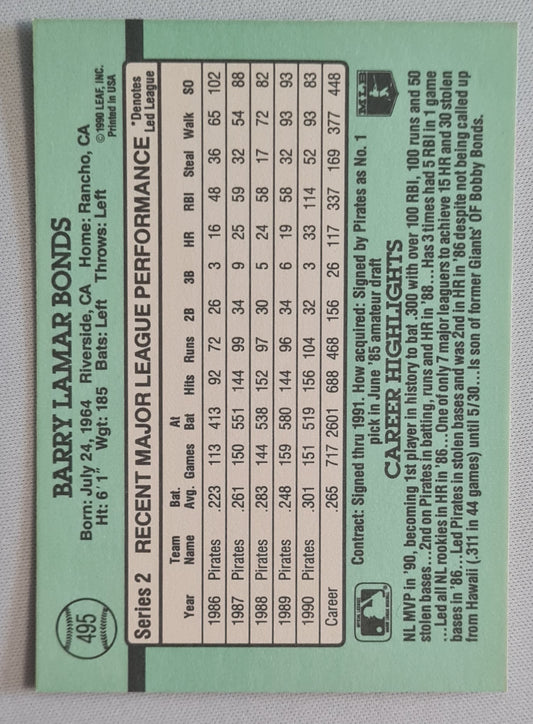 495
BARRY LAMAR BONDS
Born: July 24, 1964 Riverside, CA Home: Rancho, CA
Ht: 6' 1" Wgt: 185 Bats: Left Throws: Left
© 1990 LEAF, INC.
Printed in USA
Series 2 RECENT MAJOR LEAGUE PERFORMANCE *Denotes Led League
Year Team Name Bat. Avg. Games At Bat Hits Runs 2B 3B HR RBI Steal Walk SO
1986 Pirates .223 113 413 92 72 26 3 16 48 36 65 102
1987 Pirates .261 150 551 144 99 34 9 25 59 32 54 88
1988 Pirates .283 144 538 152 97 30 5 24 58 17 72 82
1989 Pirates .248 159 580 144 96 34 6 19 58 32 93 93
1990 Pirates .301 151 519 156 104 32 3 33 114 52 93 83
Career .265 717 2601 688 468 156 26 117 337 169 377 448
Contract: Signed thru 1991. How acquired: Signed by Pirates as No. 1
pick in June '85 amateur draft
CAREER HIGHLIGHTS
NL MVP in '90, becoming 1st player in history to bat .300 with over 100 RBI, 100 runs and 50
stolen bases...2nd on Pirates in batting, runs and HR in '88...Has 3 times had 5 RBI in 1 game
...Led all NL rookies in HR in '86...One of only 7 major leaguers to achieve 15 HR and 30 stolen
bases in '86...Led Pirates in stolen bases and was 2nd in HR in '86 despite not being called up
from Hawaii (.311 in 44 games) until 5/30...Is son of former Giants' OF Bobby Bonds.